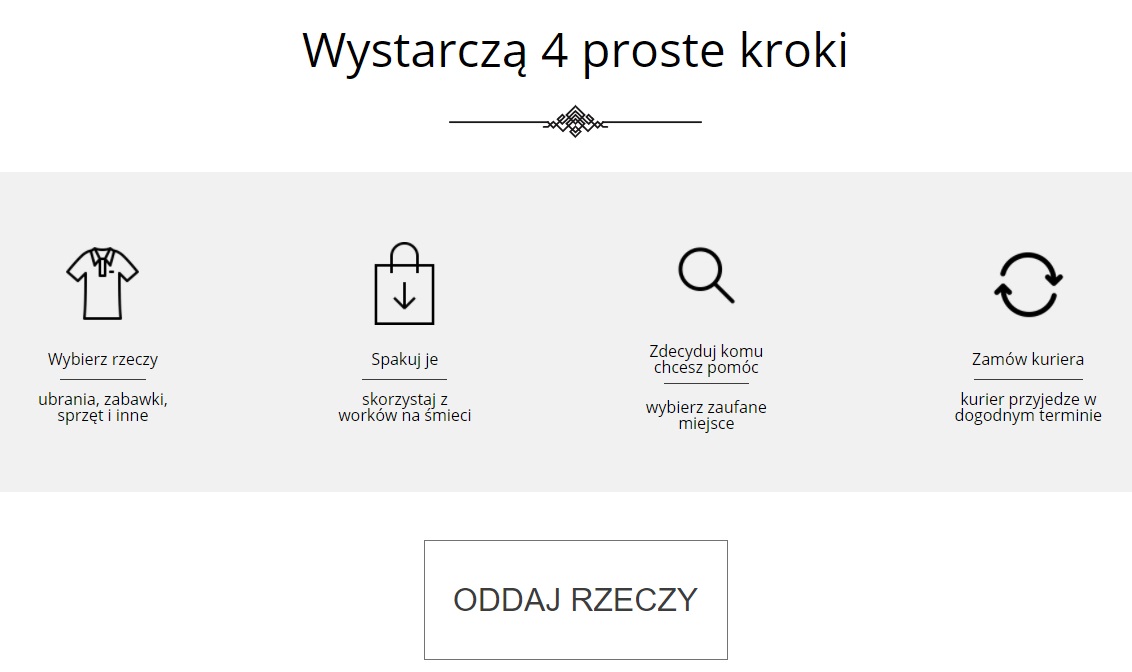 Wystarczą 4 proste kroki
Wybierz rzeczy
ubrania, zabawki,
sprzęt i inne
Spakuj je
skorzystaj z
worków na śmieci
Zdecyduj komu
chcesz pomóc
wybierz zaufane
miejsce
Zamów kuriera
kurier przyjedze w
dogodnym terminie
ODDAJ RZECZY